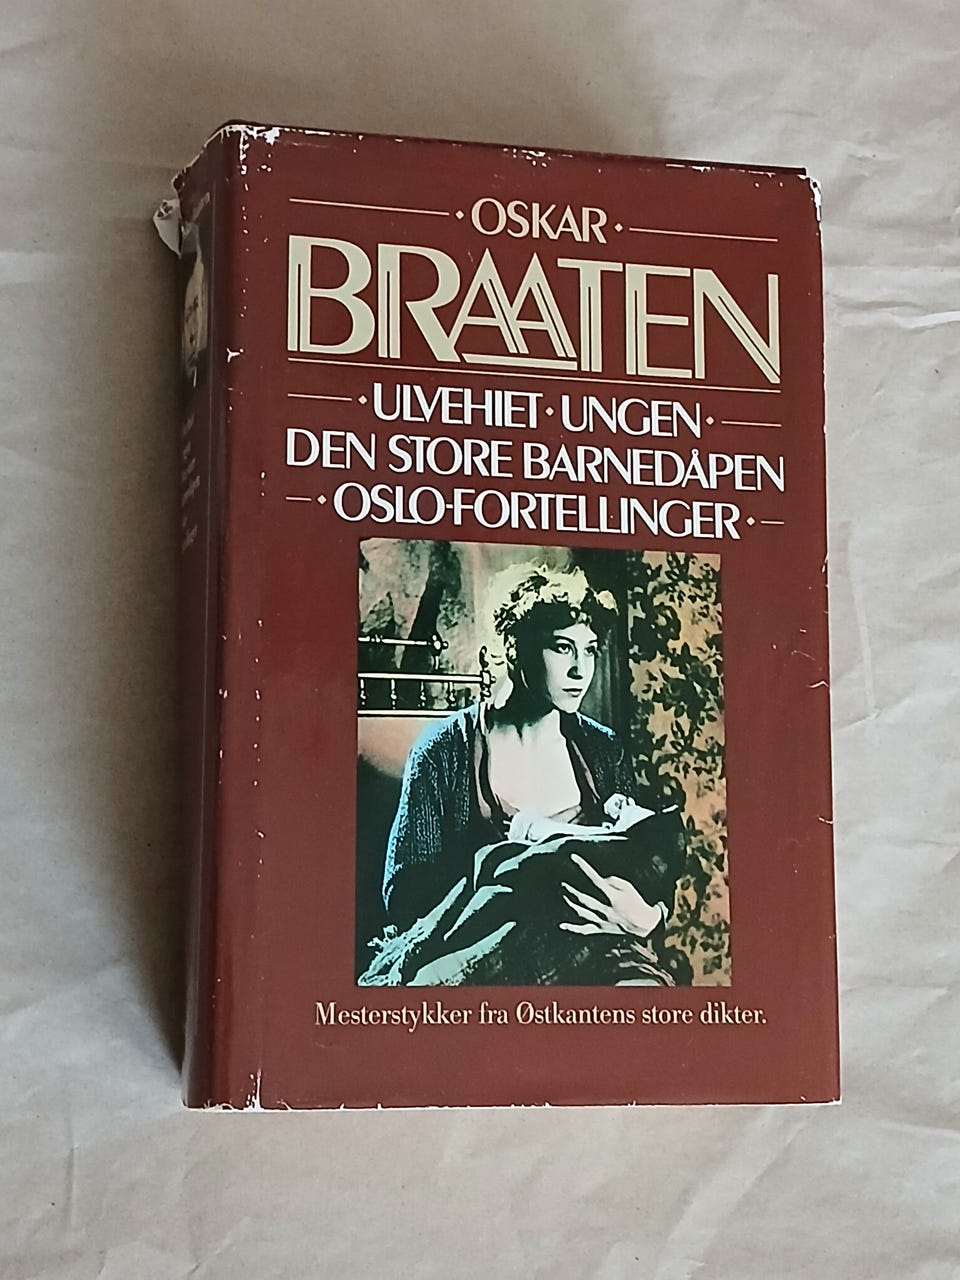 · OSKAR ·
BRAATEN
· ULVEHIET · UNGEN ·
DEN STORE BARNEDÅPEN
· OSLO-FORTELLINGER ·
Mesterstykker fra Østkantens store dikter.